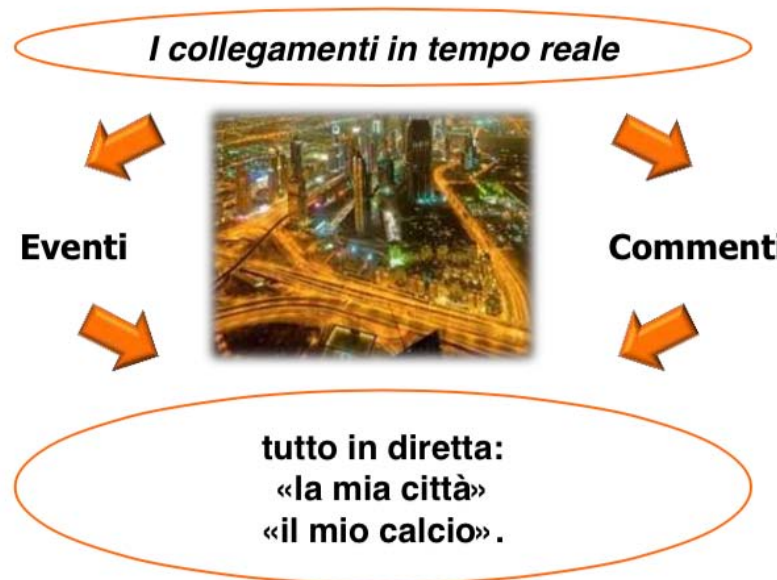 I collegamenti in tempo reale
Eventi
Commenti
tutto in diretta:
«la mia città»
«il mio calcio».